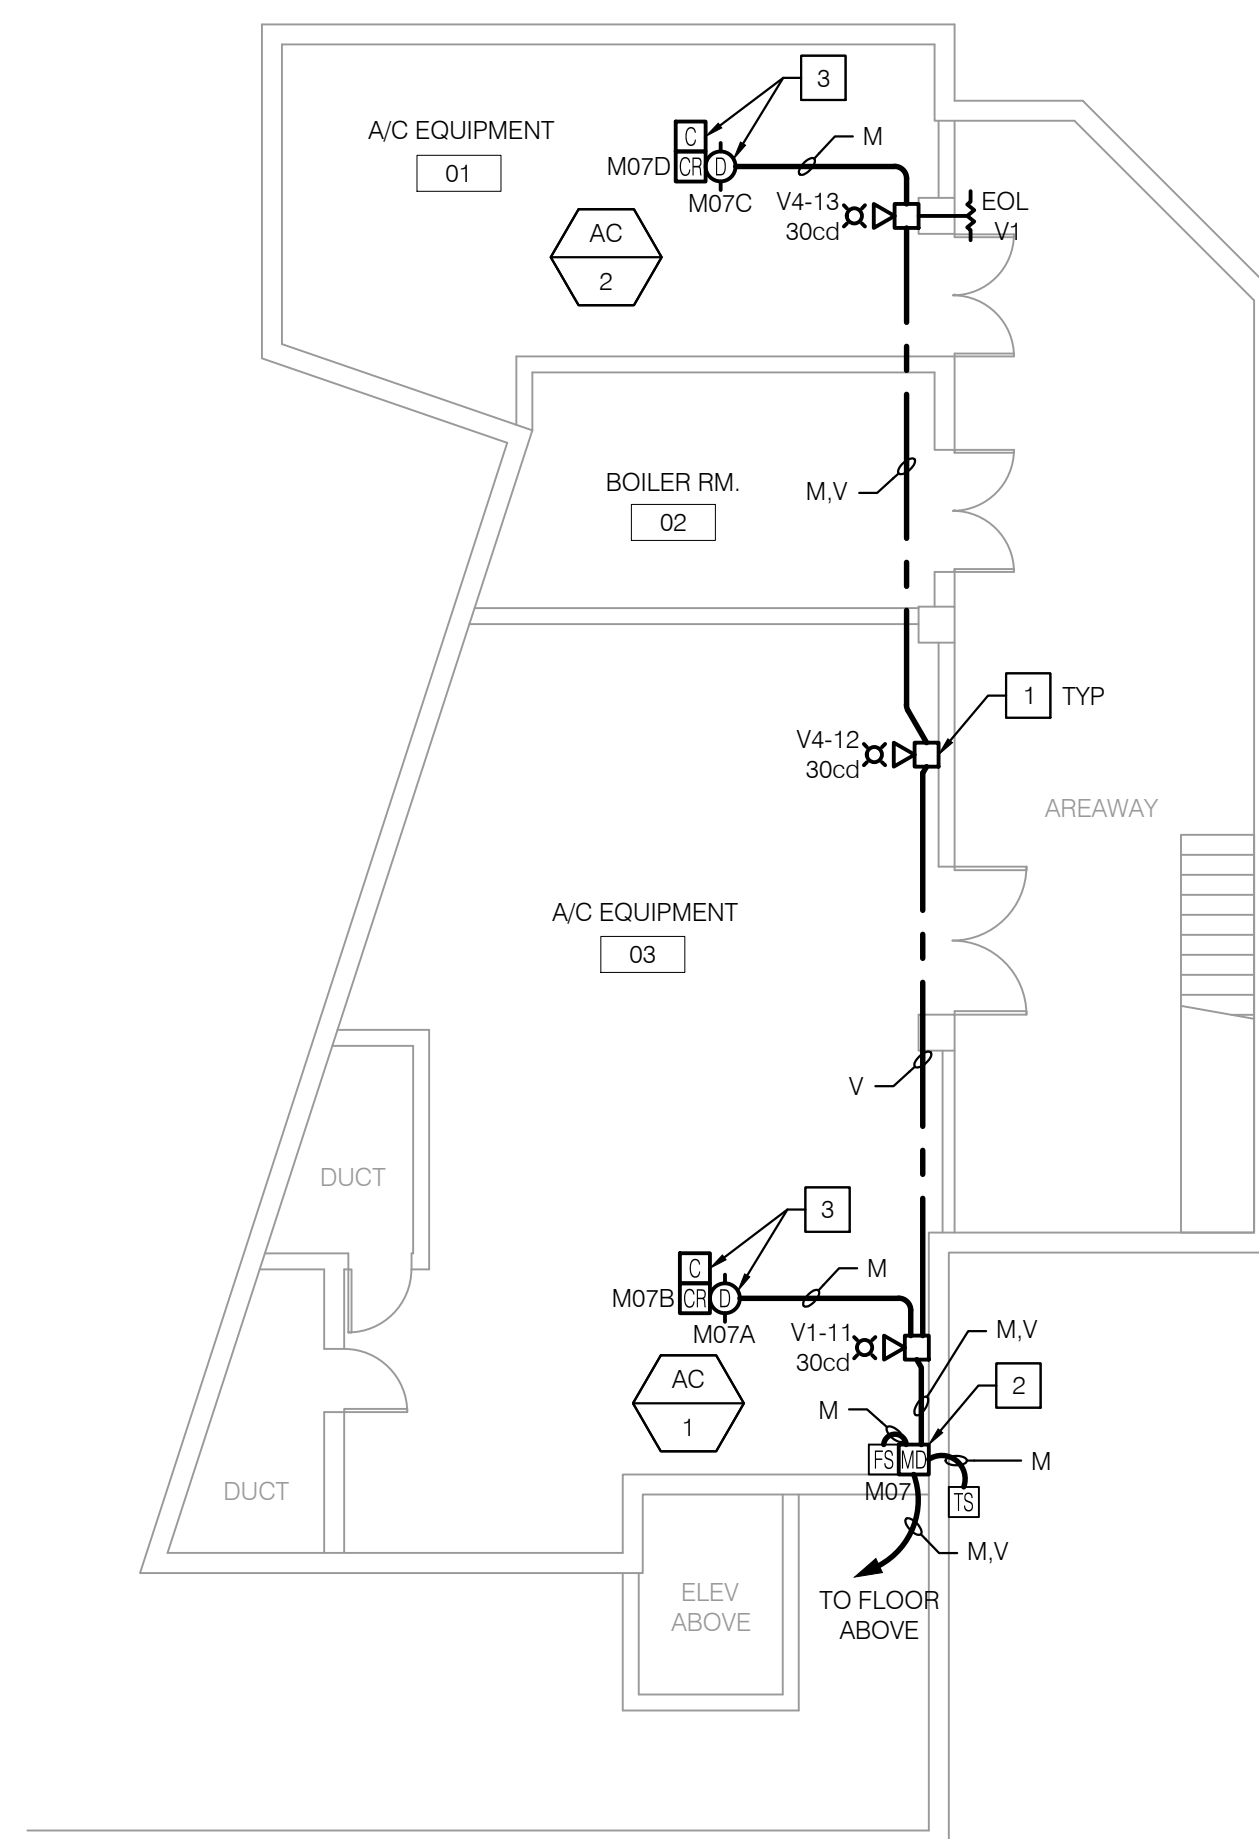 3
A/C EQUIPMENT
01
C
M
M07D
CR
D
M07C
V4-13
30cd
EOL
V1
AC
2
BOILER RM.
02
M,V
1
TYP
V4-12
30cd
AREAWAY
A/C EQUIPMENT
03
V
DUCT
3
C
M
M07B
CR
D
M07A
V1-11
30cd
M,V
AC
1
2
M
FS
MD
M
M07
TS
DUCT
M,V
ELEV
ABOVE
TO FLOOR
ABOVE